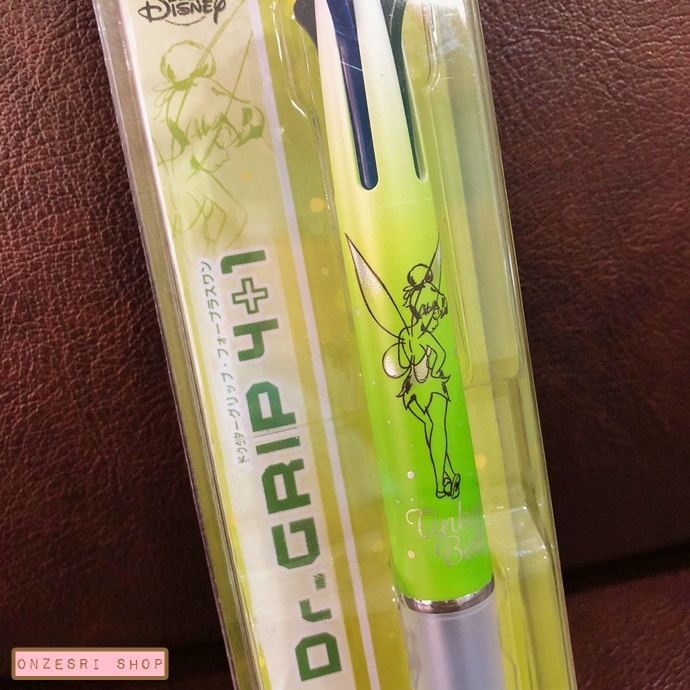 Disney
Dr. GRIP 4+1
ドクターグリップ・フォープラスワン
Tinker
Bell
ONZESRI SHOP